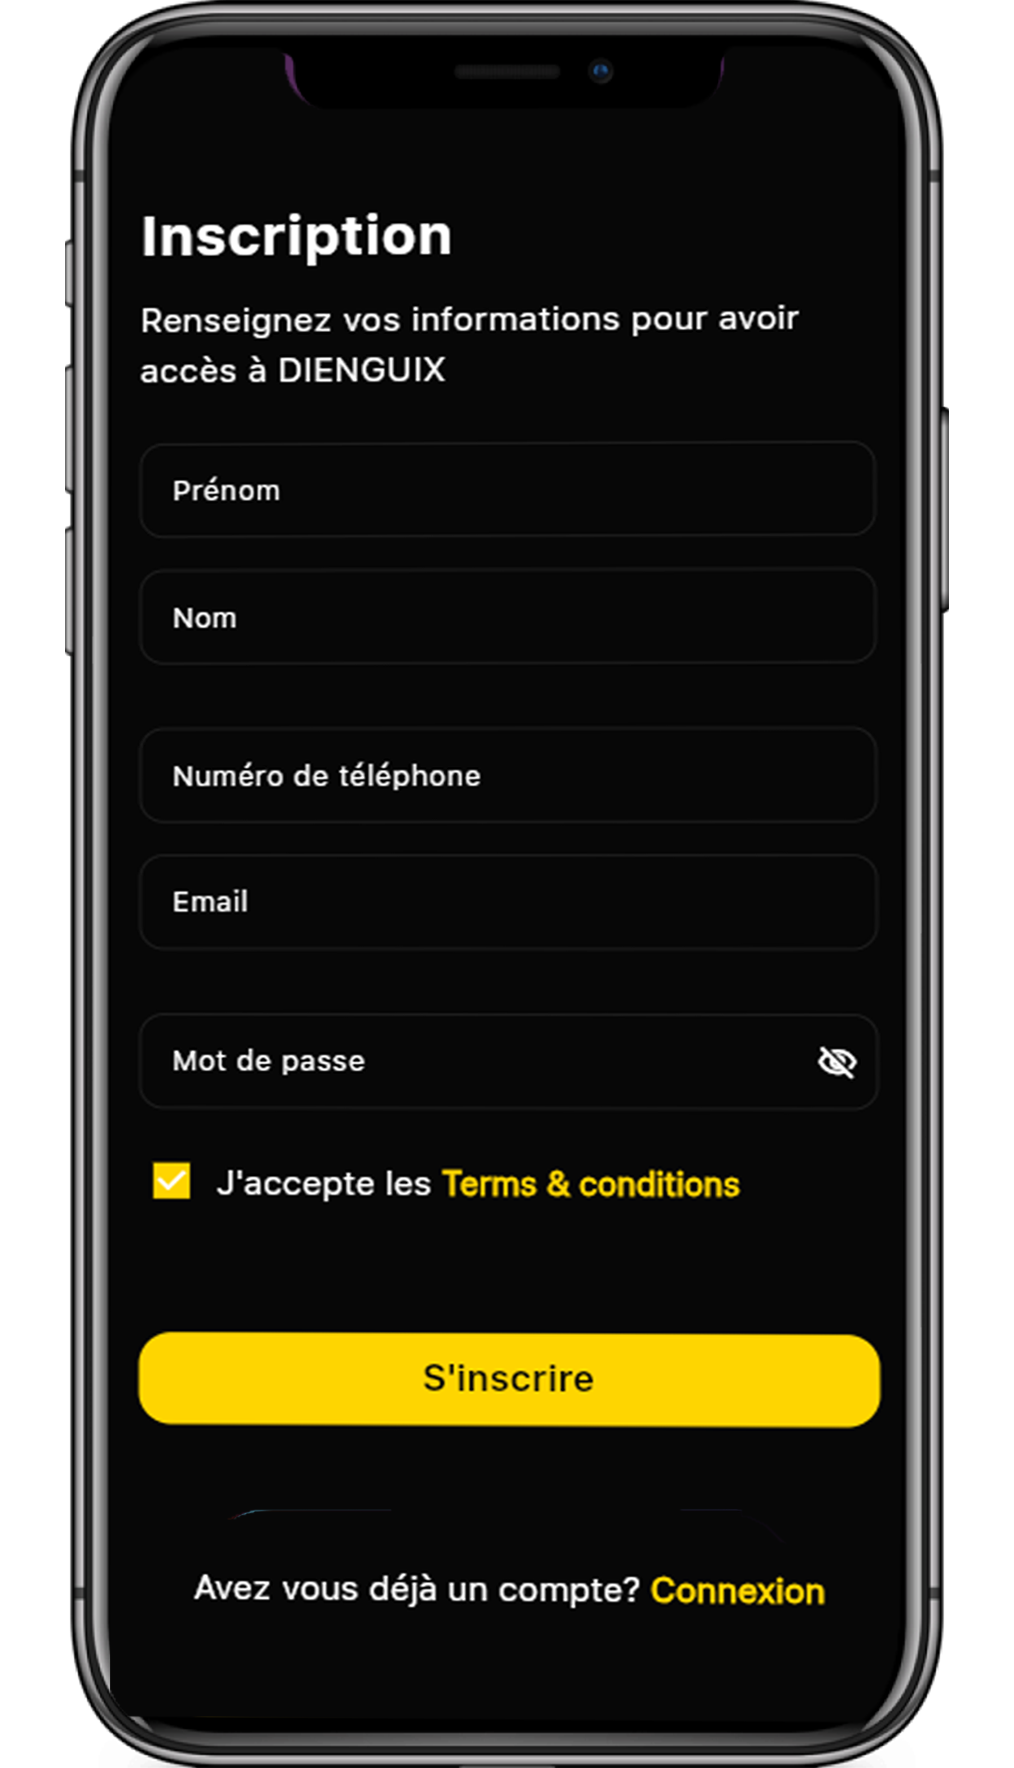 Inscription
Renseignez vos informations pour avoir
accès à DIENGUIX
Prénom
Nom
Numéro de téléphone
Email
Mot de passe
J'accepte les Terms & conditions
S'inscrire
Avez vous déjà un compte? Connexion